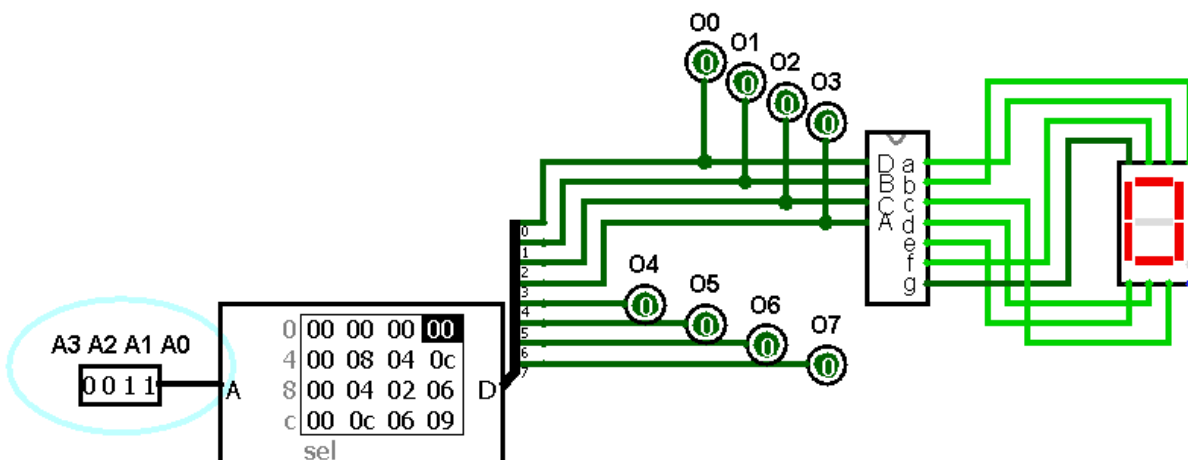 O0
O1
O2
O3
D a
B b
C c
A d
e
f
g
0
1
2
3
4
5
6
7
O4
O5
O6
O7
0 0 0 0
0 0 0 0
A3 A2 A1 A0
0 0 1 1
A
0 00 00 00 00
4 00 08 04 0c
8 00 04 02 06
c 00 0c 06 09
D
sel